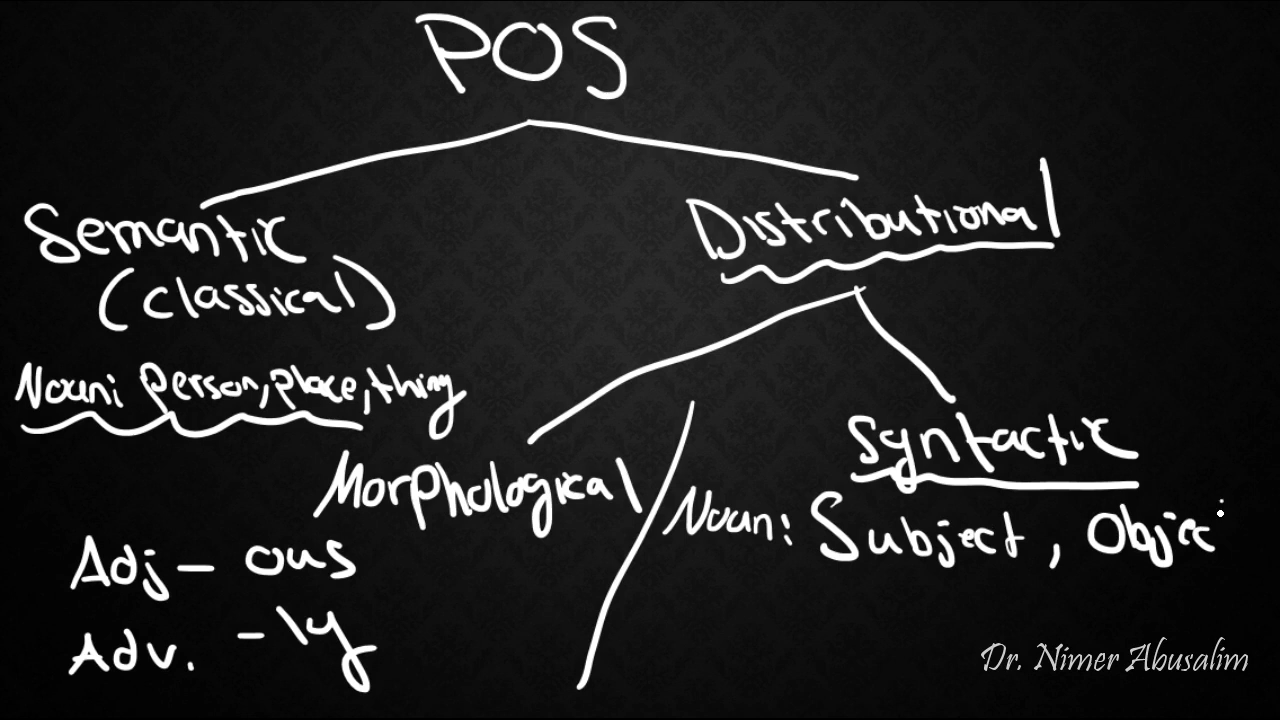 POS
Semantic
(classical)
Distributional
Noun: Person, place, thing
Morphological
Syntactic
Noun: Subject, Objec
Adj - ous
Adv. - ly
Dr. Nimer Abusalim